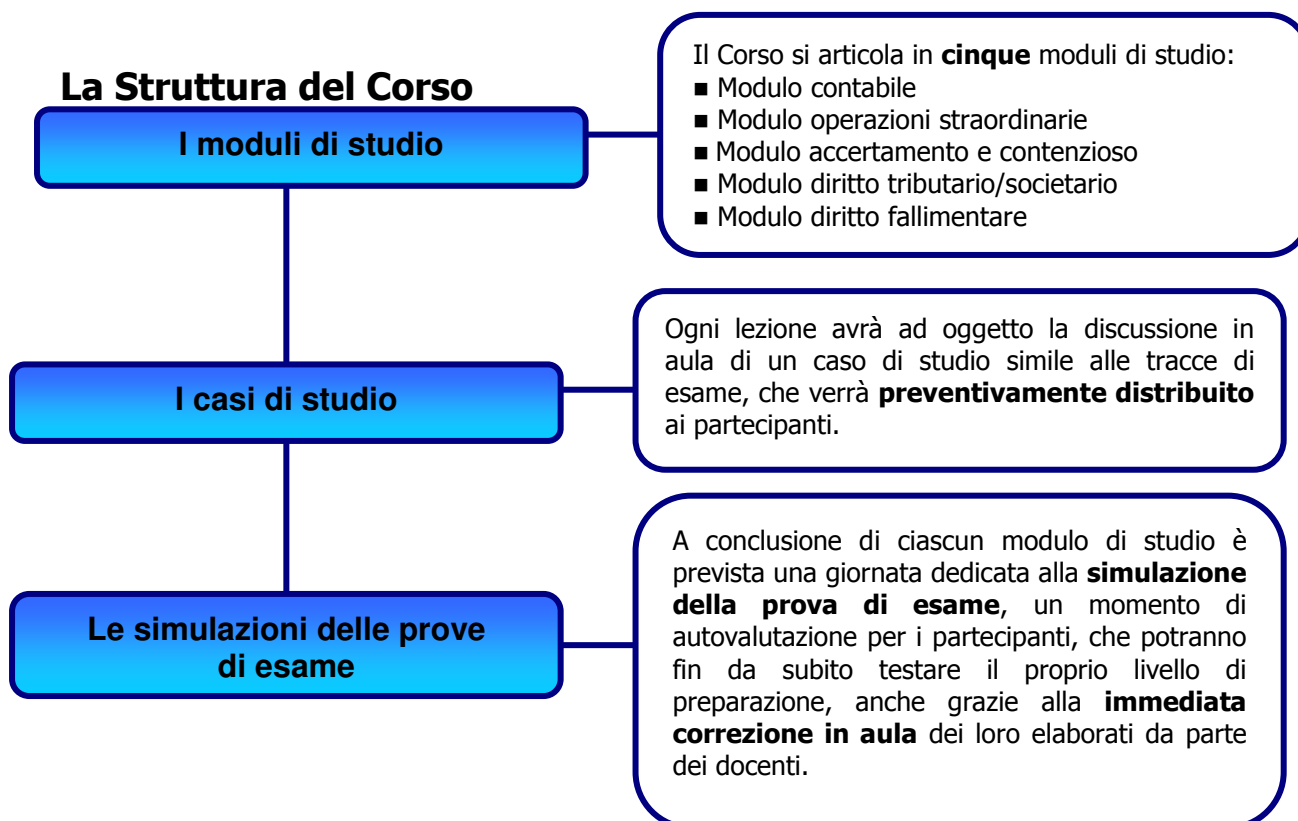 La Struttura del Corso
I moduli di studio
Il Corso si articola in cinque moduli di studio:
■ Modulo contabile
■ Modulo operazioni straordinarie
■ Modulo accertamento e contenzioso
■ Modulo diritto tributario/societario
■ Modulo diritto fallimentare
I casi di studio
Ogni lezione avrà ad oggetto la discussione in
aula di un caso di studio simile alle tracce di
esame, che verrà preventivamente distribuito
ai partecipanti.
Le simulazioni delle prove
di esame
A conclusione di ciascun modulo di studio è
prevista una giornata dedicata alla simulazione
della prova di esame, un momento di
autovalutazione per i partecipanti, che potranno
fin da subito testare il proprio livello di
preparazione, anche grazie alla immediata
correzione in aula dei loro elaborati da parte
dei docenti.